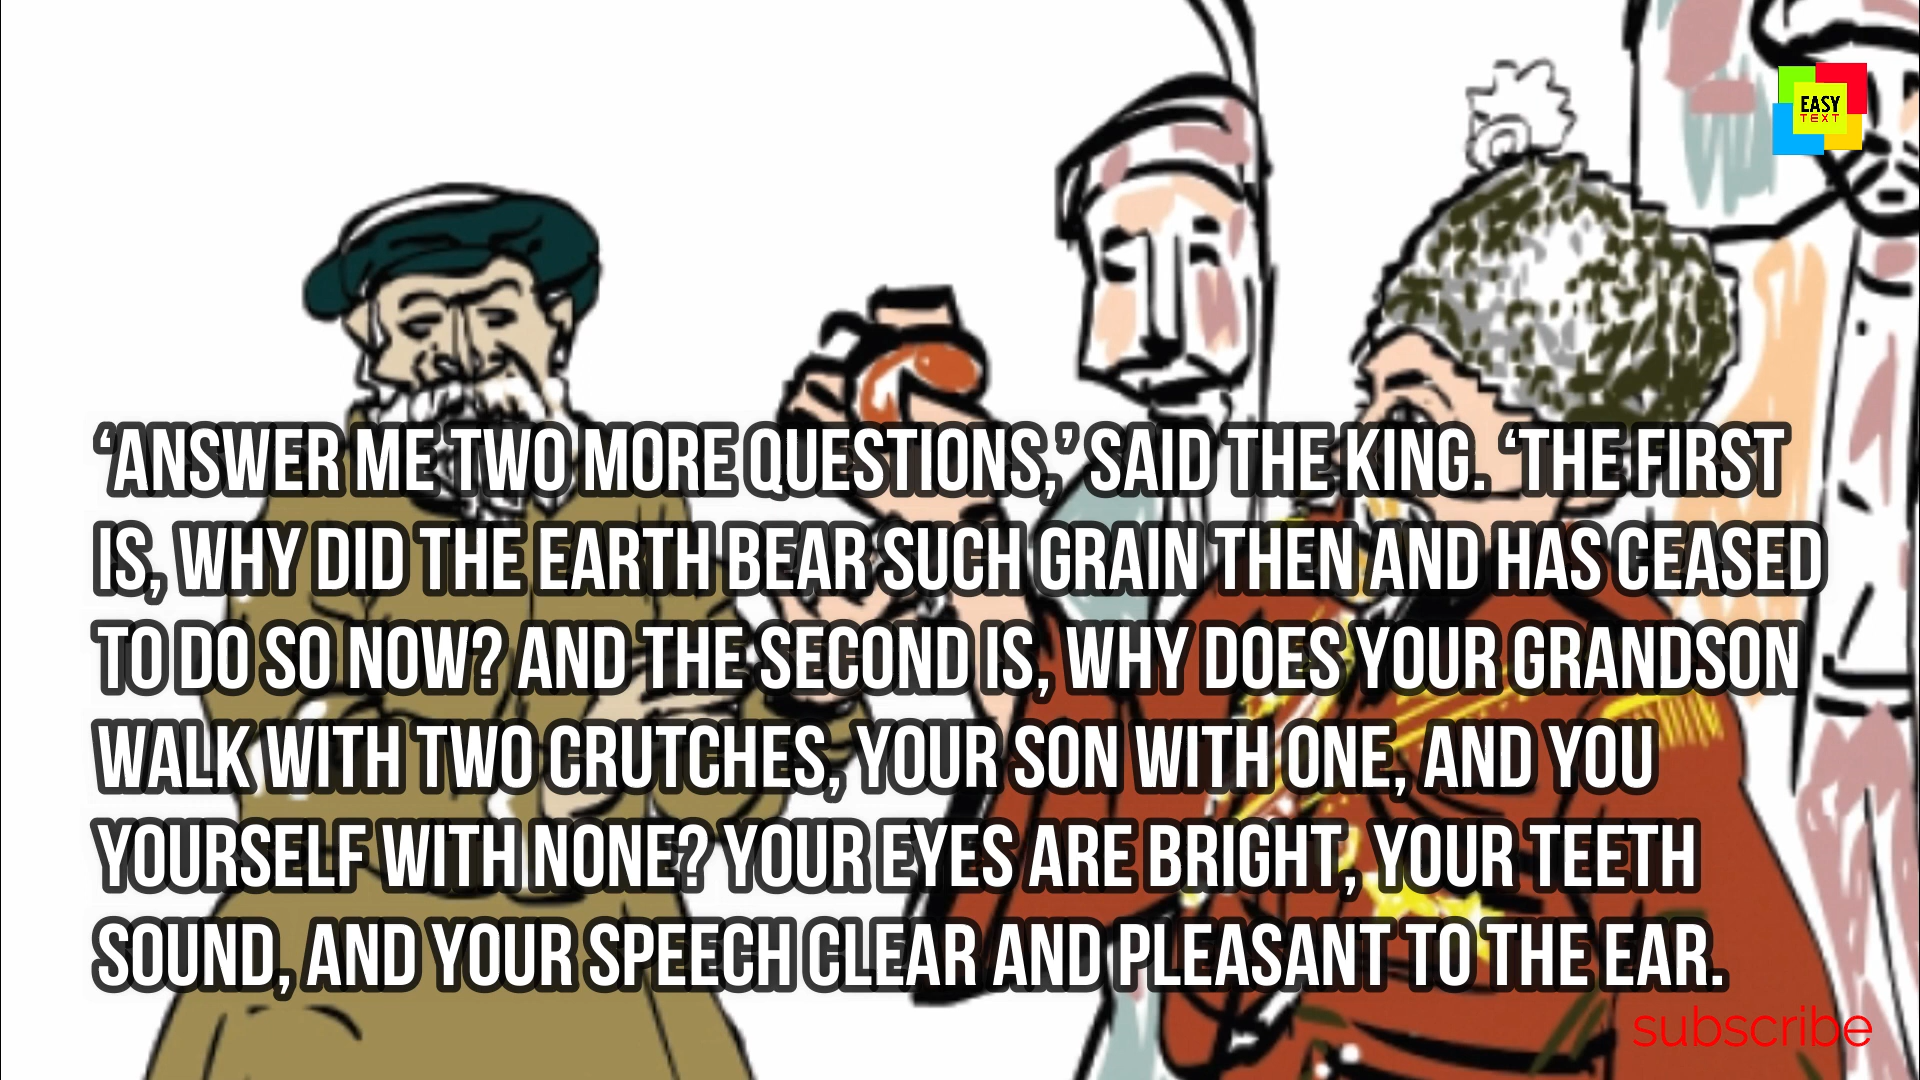 EASY
TEXT
‘ANSWER ME TWO MORE QUESTIONS,’ SAID THE KING. ‘THE FIRST
IS, WHY DID THE EARTH BEAR SUCH GRAIN THEN AND HAS CEASED
TO DO SO NOW? AND THE SECOND IS, WHY DOES YOUR GRANDSON
WALK WITH TWO CRUTCHES, YOUR SON WITH ONE, AND YOU
YOURSELF WITH NONE? YOUR EYES ARE BRIGHT, YOUR TEETH
SOUND, AND YOUR SPEECH CLEAR AND PLEASANT TO THE EAR.
subscribe